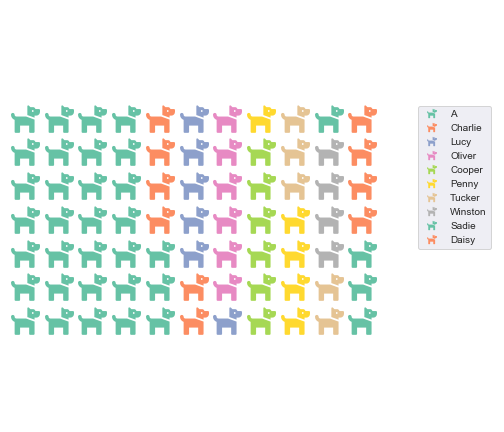 A
Charlie
Lucy
Oliver
Cooper
Penny
Tucker
Winston
Sadie
Daisy